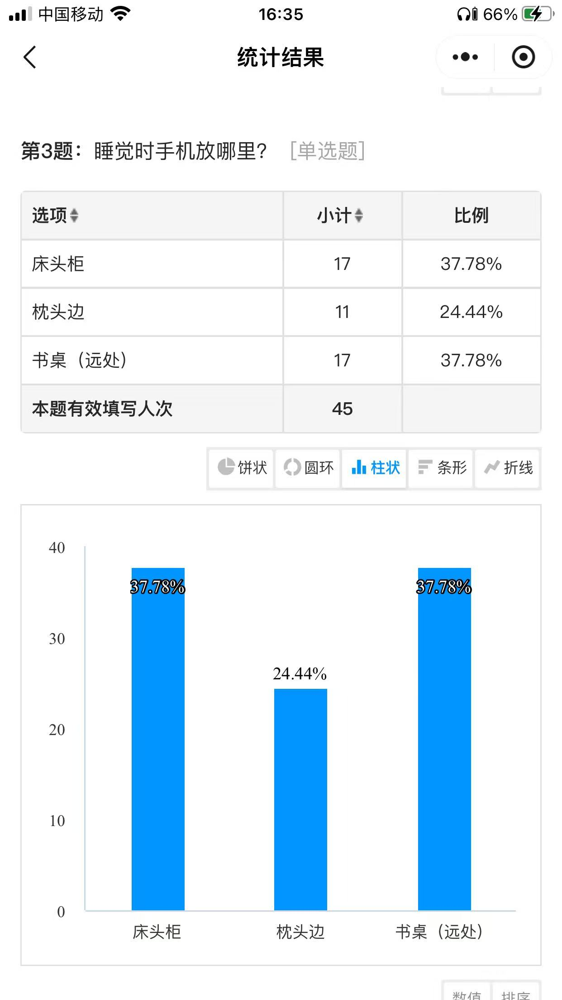 中国移动 16:35 66%
统计结果
第3题：睡觉时手机放哪里？ [单选题]
选项 小计 比例
床头柜 17 37.78%
枕头边 11 24.44%
书桌（远处） 17 37.78%
本题有效填写人次 45
饼状 圆环 柱状 条形 折线
40
37.78% 37.78%
30
24.44%
20
10
0
床头柜 枕头边 书桌（远处）
数值 排序